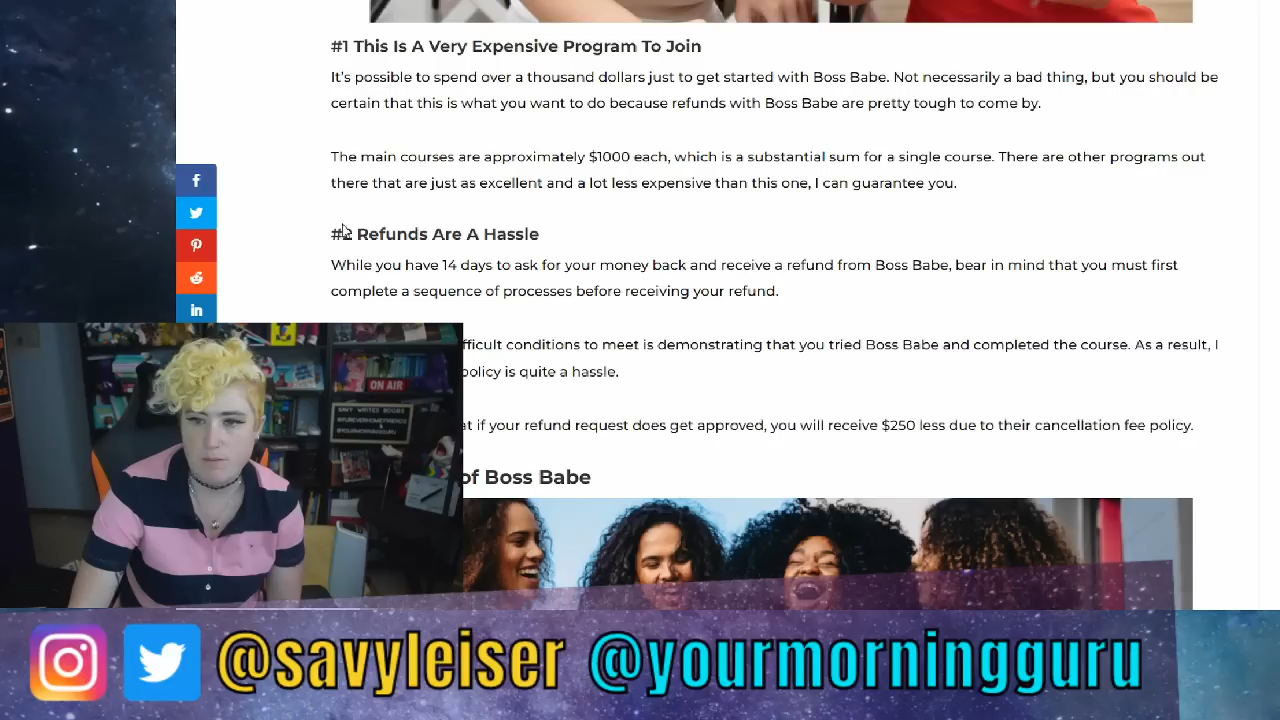 #1 This Is A Very Expensive Program To Join
It's possible to spend over a thousand dollars just to get started with Boss Babe. Not necessarily a bad thing, but you should be
certain that this is what you want to do because refunds with Boss Babe are pretty tough to come by.
The main courses are approximately $1000 each, which is a substantial sum for a single course. There are other programs out
there that are just as excellent and a lot less expensive than this one, I can guarantee you.
#2 Refunds Are A Hassle
While you have 14 days to ask for your money back and receive a refund from Boss Babe, bear in mind that you must first
complete a sequence of processes before receiving your refund.
fficult conditions to meet is demonstrating that you tried Boss Babe and completed the course. As a result, I
policy is quite a hassle.
t if your refund request does get approved, you will receive $250 less due to their cancellation fee policy.
of Boss Babe
ON AIR
SAVY WRITES BOOKS
@FUREVERHOMEFRIENDS
@YOURMORNINGGURU
@savyleiser @yourmorningguru